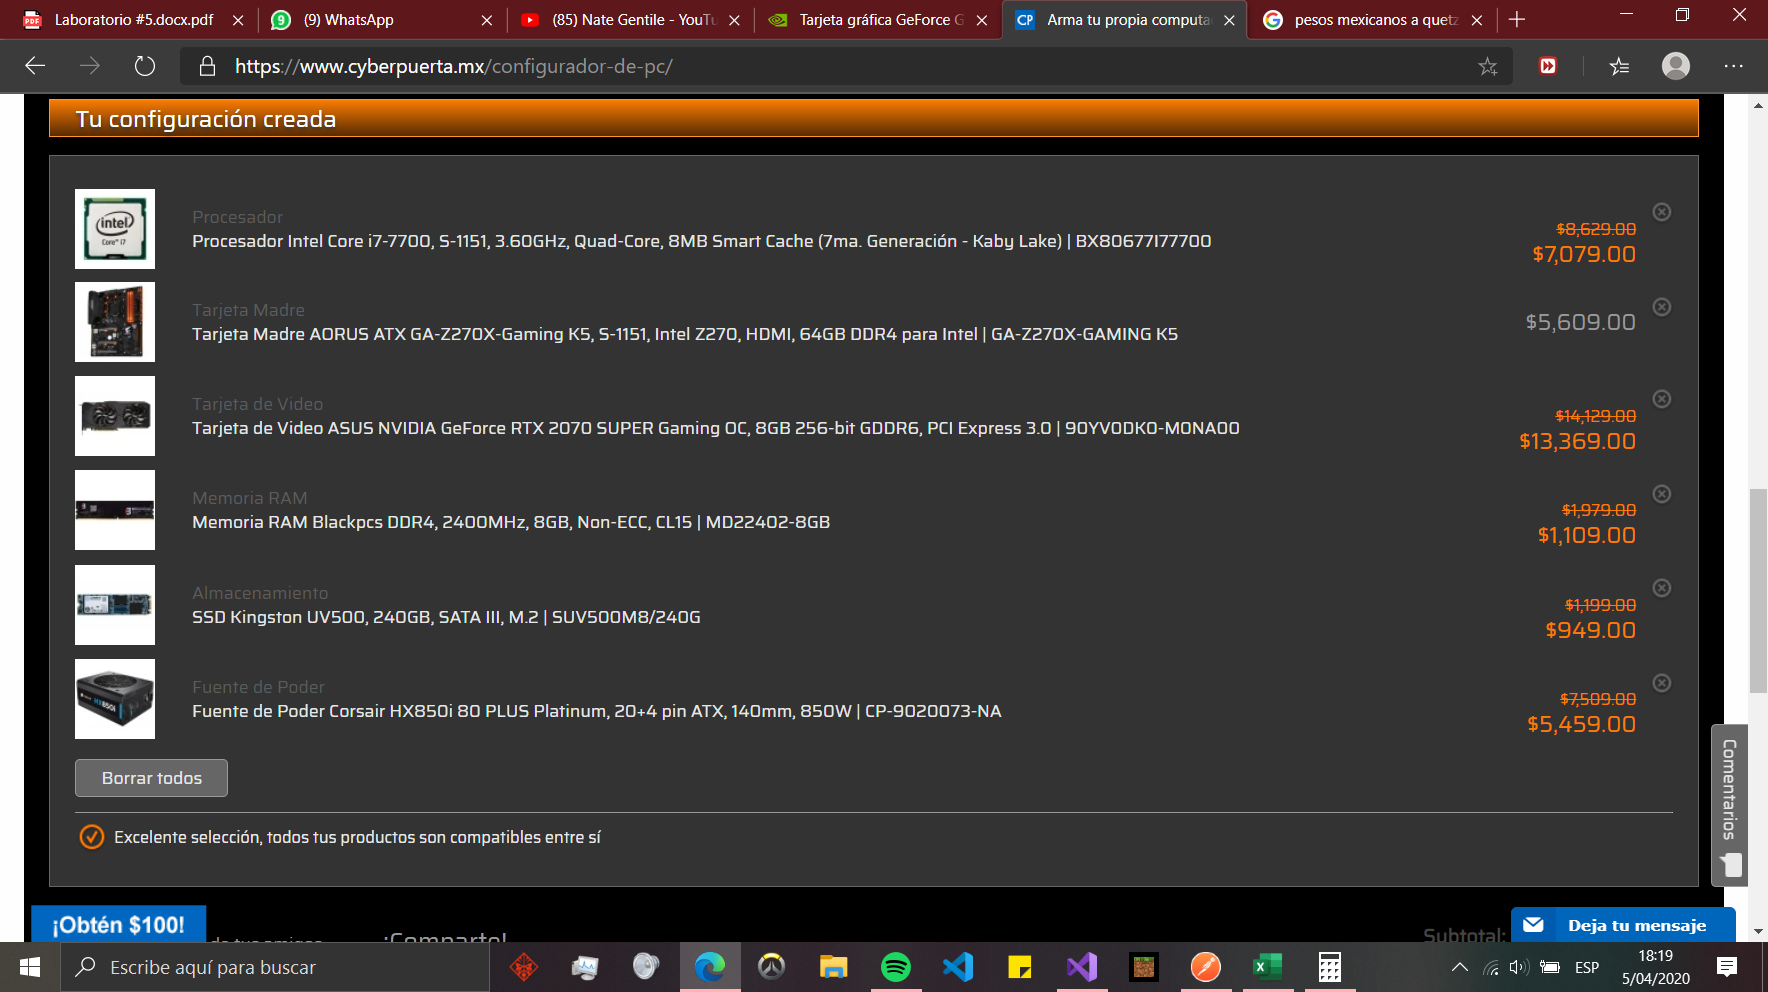 Laboratorio #5.docx.pdf
(9) WhatsApp
(85) Nate Gentile - YouTu
Tarjeta gráfica GeForce G
CP Arma tu propia computa
pesos mexicanos a quetz
https://www.cyberpuerta.mx/configurador-de-pc/
Tu configuración creada
Procesador
Procesador Intel Core i7-7700, S-1151, 3.60GHz, Quad-Core, 8MB Smart Cache (7ma. Generación - Kaby Lake) | BX80677I77700
$8,629.00
$7,079.00
Tarjeta Madre
Tarjeta Madre AORUS ATX GA-Z270X-Gaming K5, S-1151, Intel Z270, HDMI, 64GB DDR4 para Intel | GA-Z270X-GAMING K5
$5,609.00
Tarjeta de Video
Tarjeta de Video ASUS NVIDIA GeForce RTX 2070 SUPER Gaming OC, 8GB 256-bit GDDR6, PCI Express 3.0 | 90YV0DK0-M0NA00
$14,129.00
$13,369.00
Memoria RAM
Memoria RAM Blackpcs DDR4, 2400MHz, 8GB, Non-ECC, CL15 | MD22402-8GB
$1,979.00
$1,109.00
Almacenamiento
SSD Kingston UV500, 240GB, SATA III, M.2 | SUV500M8/240G
$1,199.00
$949.00
Fuente de Poder
Fuente de Poder Corsair HX850i 80 PLUS Platinum, 20+4 pin ATX, 140mm, 850W | CP-9020073-NA
$7,509.00
$5,459.00
Borrar todos
Excelente selección, todos tus productos son compatibles entre sí
Comentarios
¡Obtén $100!
de tus amigos
¡Comparte!
Subtotal:
Deja tu mensaje
Escribe aquí para buscar
ESP
18:19
5/04/2020